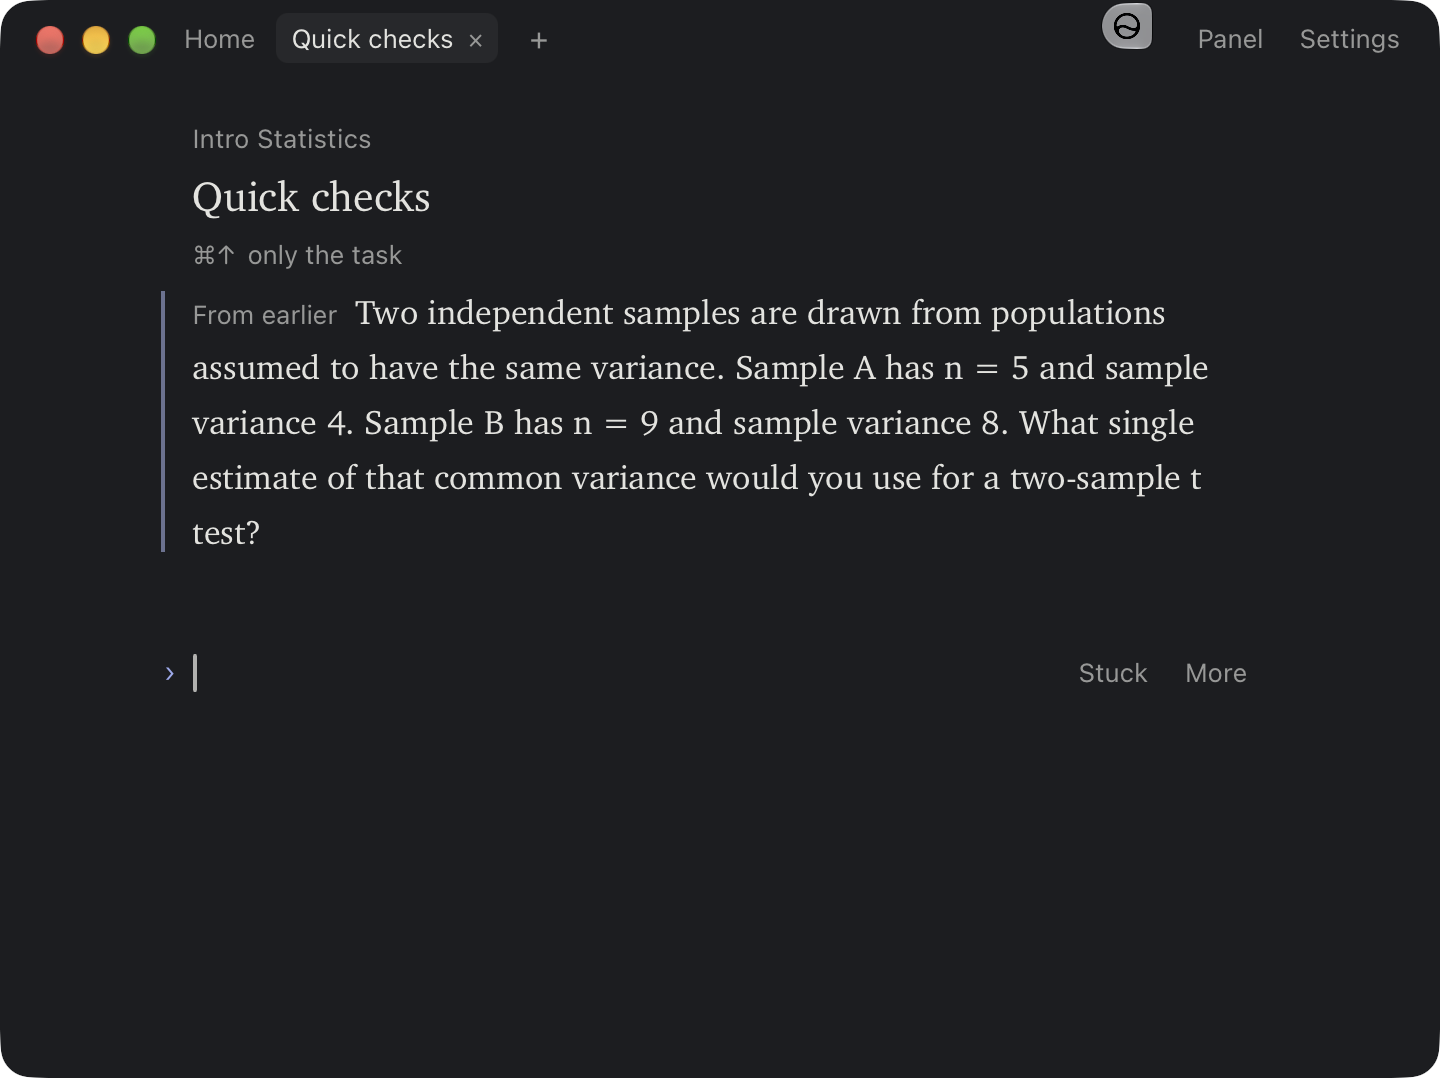 Home Quick checks × + Panel Settings
Intro Statistics
Quick checks
⌘↑ only the task
From earlier Two independent samples are drawn from populations
assumed to have the same variance. Sample A has n = 5 and sample
variance 4. Sample B has n = 9 and sample variance 8. What single
estimate of that common variance would you use for a two-sample t
test?
› Stuck More